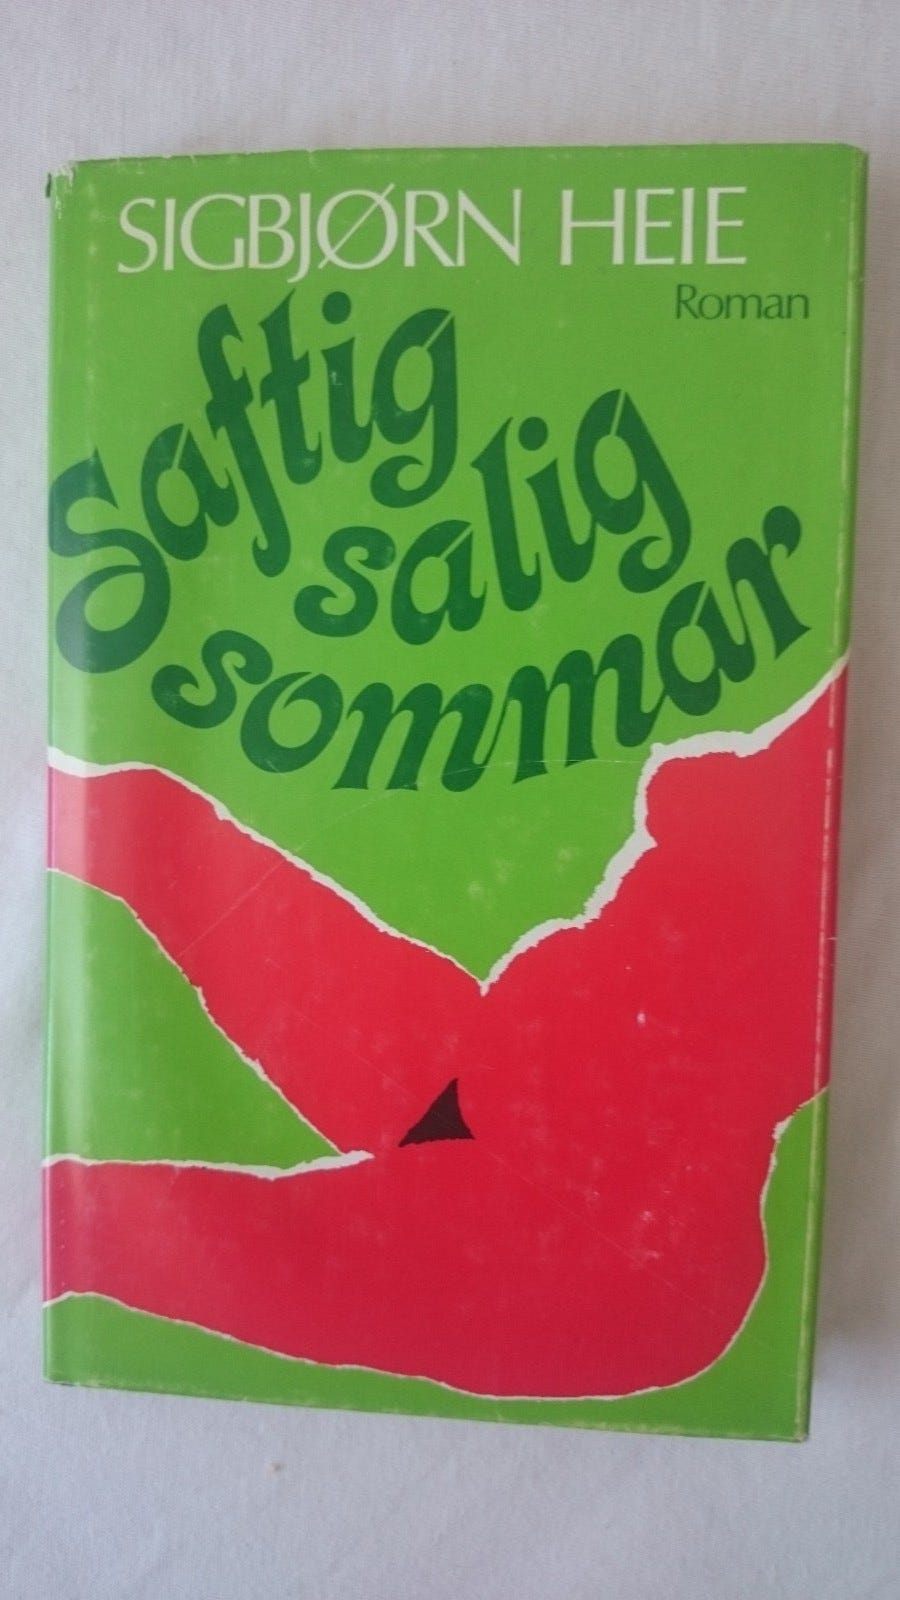 SIGBJØRN HEIE
Roman
Saftig
salig
sommar